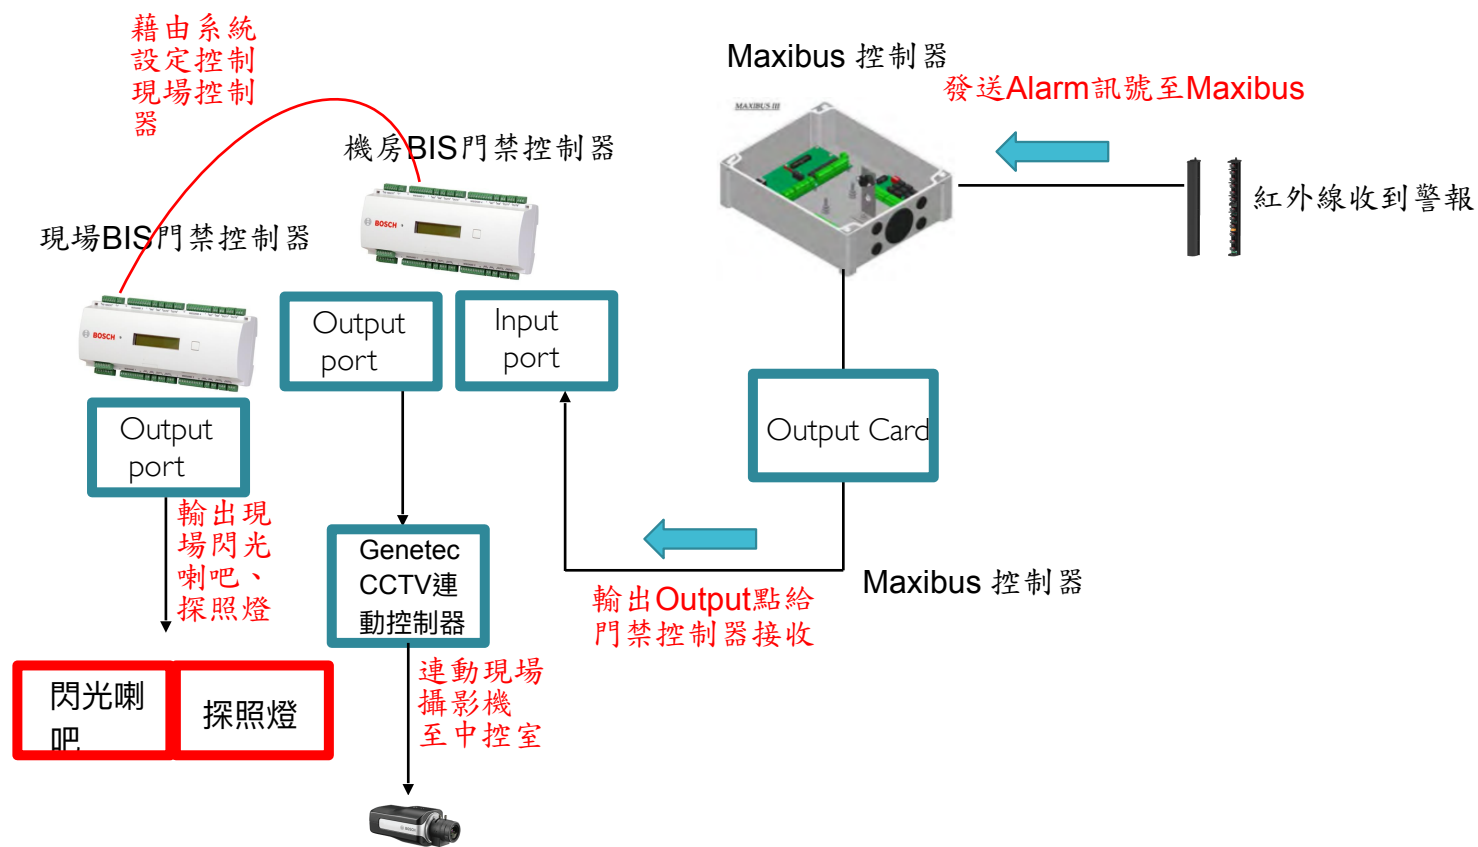 藉由系統
設定控制
現場控制
器
Maxibus 控制器
發送Alarm訊號至Maxibus
MAXIBUS III
機房BIS門禁控制器
紅外線收到警報
現場BIS門禁控制器
BOSCH
BOSCH
Output
port
Input
port
Output
port
Output Card
輸出現
場閃光
喇吧、
探照燈
Genetec
CCTV連
動控制器
Maxibus 控制器
輸出Output點給
門禁控制器接收
連動現場
攝影機
至中控室
閃光喇
吧
探照燈